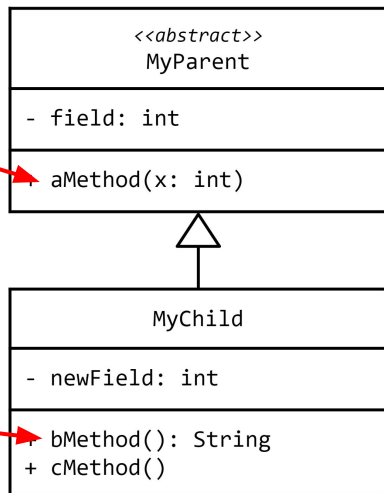 <<abstract>>
MyParent
- field: int
+ aMethod(x: int)
MyChild
- newField: int
+ bMethod(): String
+ cMethod()